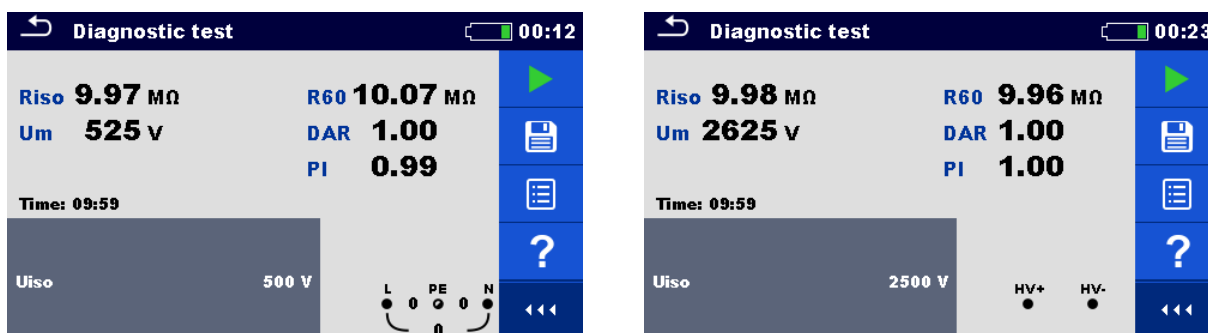 Diagnostic test 00:12
Riso 9.97 MΩ R60 10.07 MΩ
Um 525 V DAR 1.00
PI 0.99
Time: 09:59
Uiso 500 V
L PE N
0 0
0
?
Diagnostic test 00:23
Riso 9.98 MΩ R60 9.96 MΩ
Um 2625 V DAR 1.00
PI 1.00
Time: 09:59
Uiso 2500 V
HV+ HV-
?